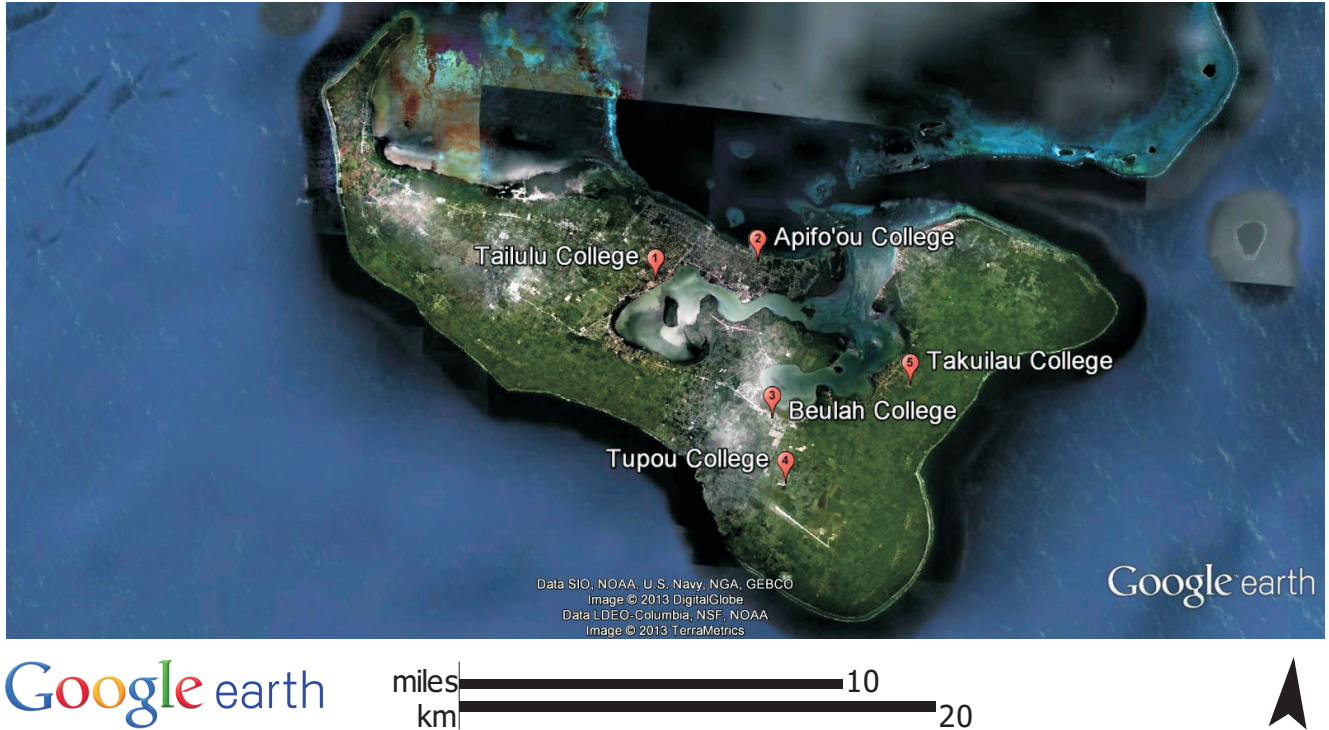 2 Apifo'ou College
Tailulu College 1
5 Takuilau College
3 Beulah College
Tupou College 4
Data SIO, NOAA, U.S. Navy, NGA, GEBCO
Image © 2013 DigitalGlobe
Data LDEO-Columbia, NSF, NOAA
Image © 2013 TerraMetrics
Google earth
Google earth
miles 10
km 20